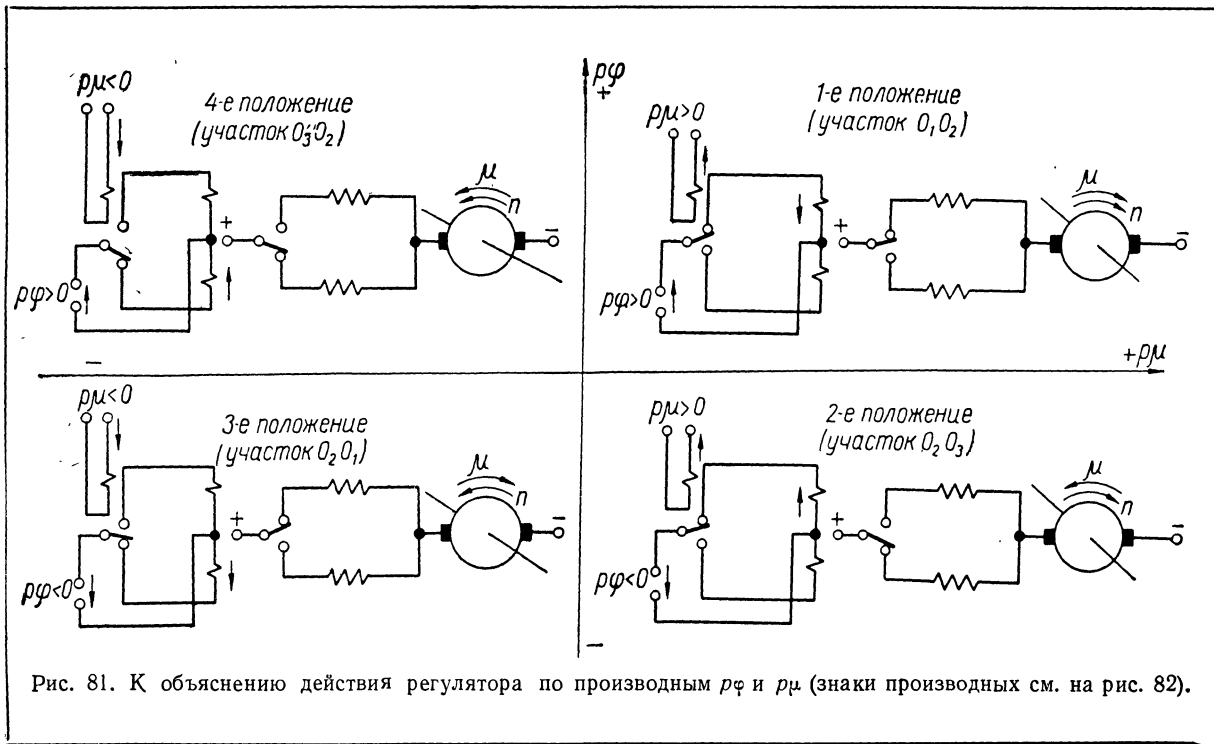 pμ<0
4-е положение
(участок O₃O₂)
+
n
μ
−
pφ>0
pφ
+
pμ>0
1-е положение
(участок O₁O₂)
+
μ
n
−
pφ>0
−
+pμ
pμ<0
3-е положение
(участок O₂O₁)
+
μ
n
−
pφ<0
pμ>0
2-е положение
(участок O₂O₃)
+
μ
n
−
pφ<0
−
Рис. 81. К объяснению действия регулятора по производным pφ и pμ (знаки производных см. на рис. 82).